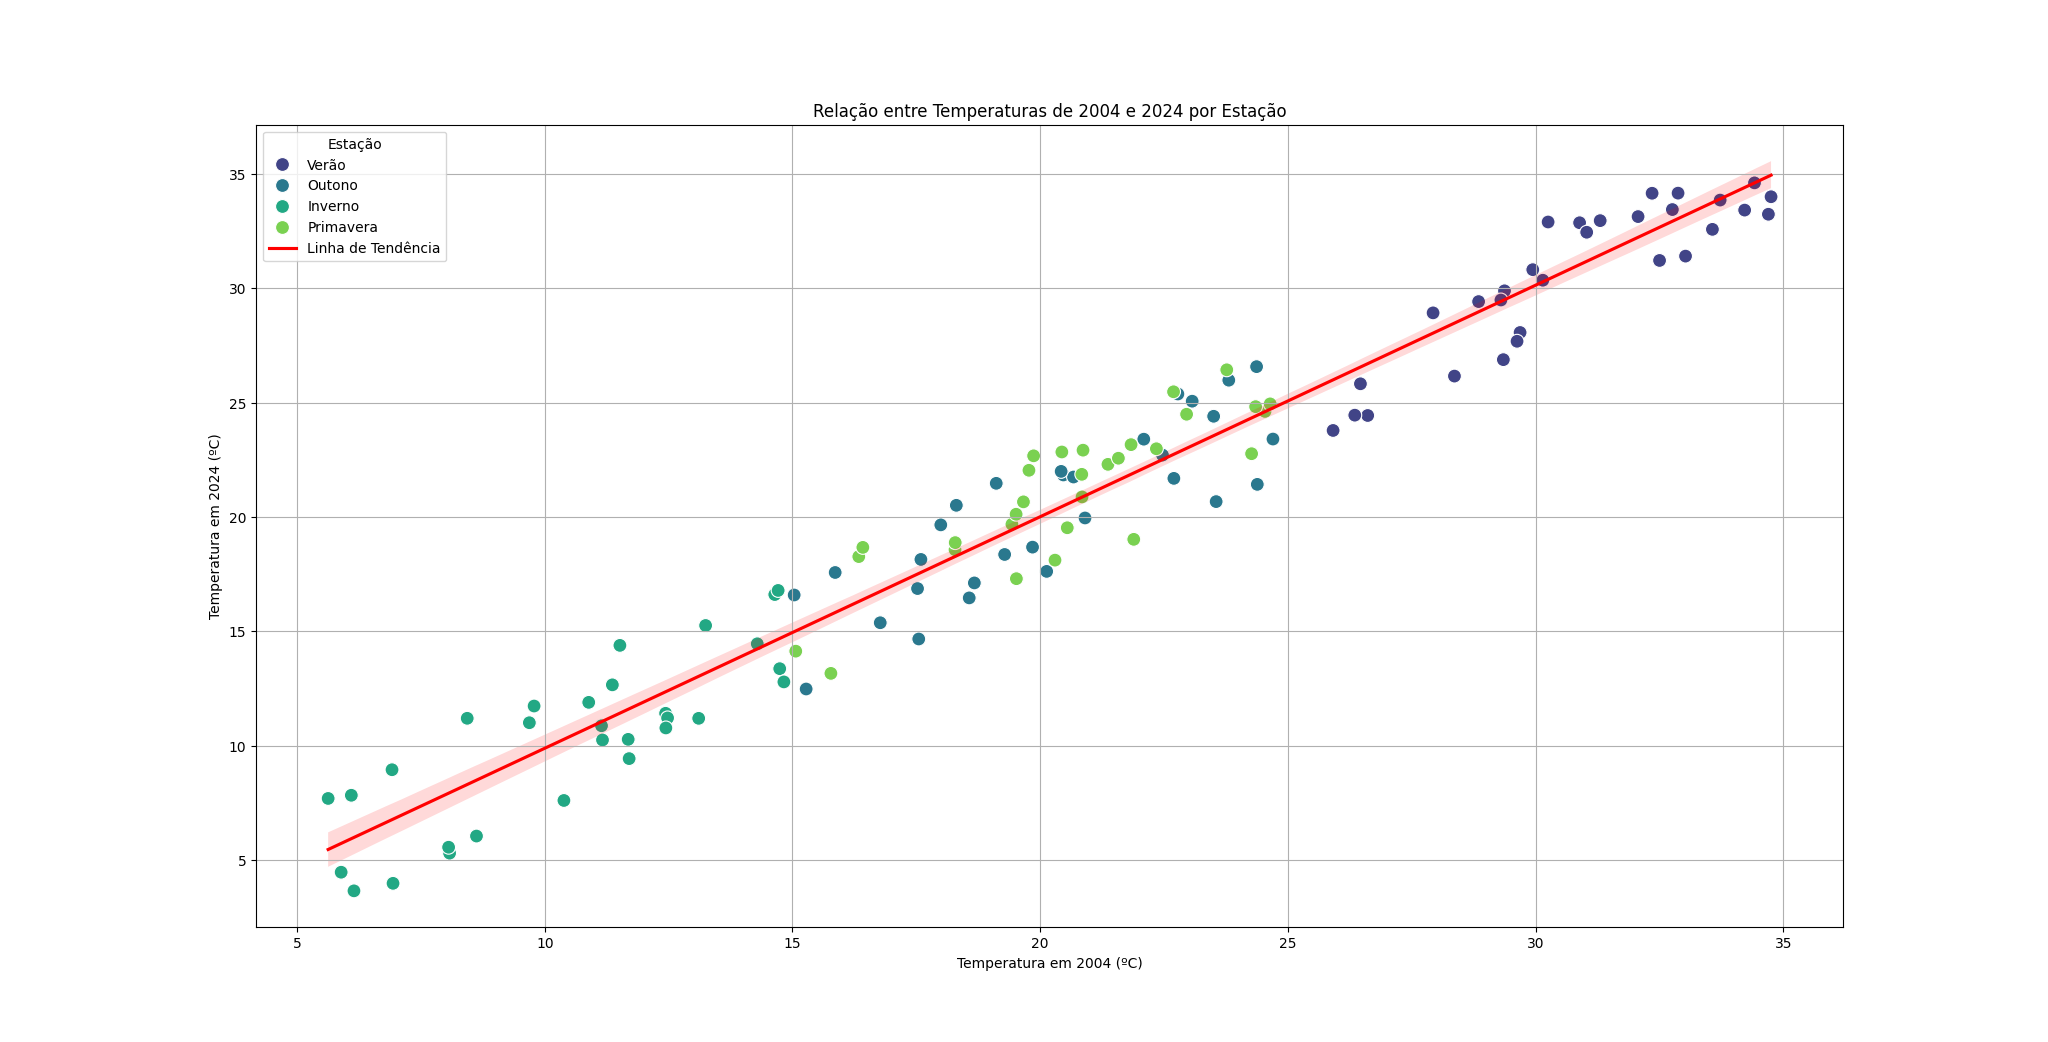 Relação entre Temperaturas de 2004 e 2024 por Estação
Estação
Verão
Outono
Inverno
Primavera
Linha de Tendência
Temperatura em 2024 (ºC)
35
30
25
20
15
10
5
5
10
15
20
25
30
35
Temperatura em 2004 (ºC)